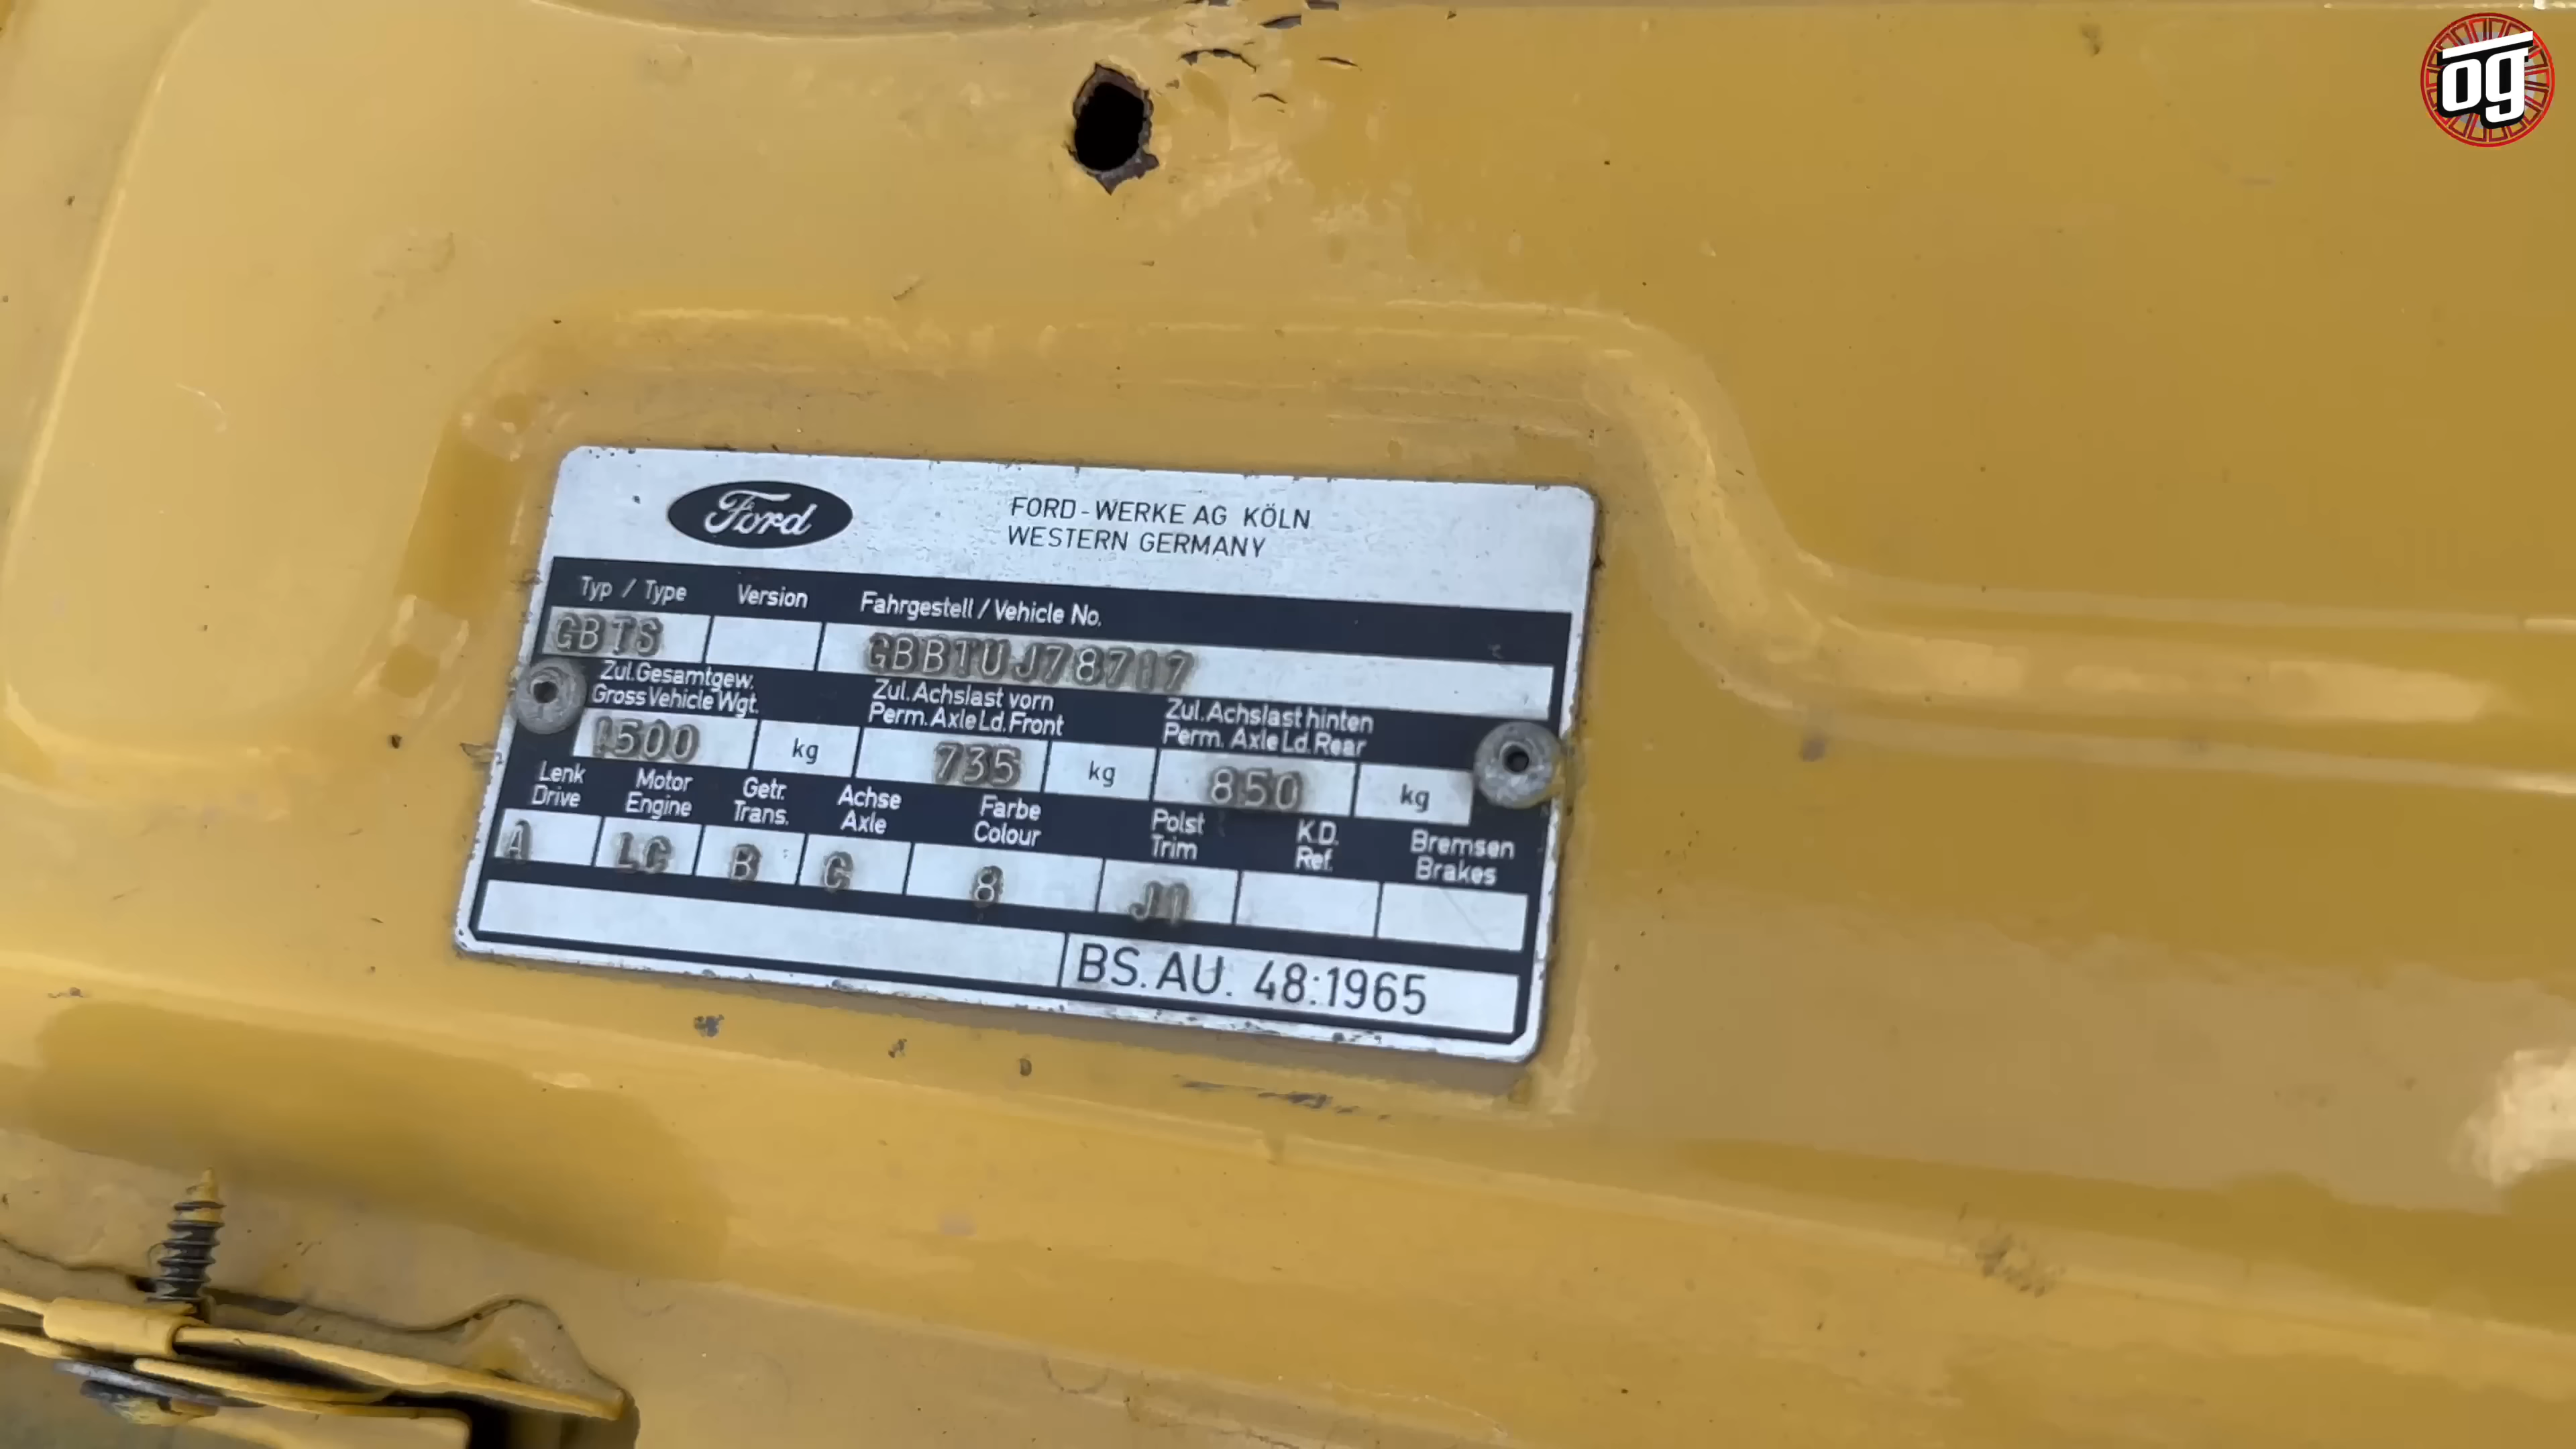 og
Ford
FORD-WERKE AG KÖLN
WESTERN GERMANY
Typ / Type Version Fahrgestell / Vehicle No.
GBTS GBBTUJ78717
Zul.Gesamtgew. Zul.Achslast vorn Zul.Achslast hinten
Gross Vehicle Wgt. Perm. Axle Ld. Front Perm. Axle Ld. Rear
1500 kg 735 kg 850 kg
Lenk Motor Getr. Achse Farbe Polst K.D. Bremsen
Drive Engine Trans. Axle Colour Trim Ref. Brakes
A LC B C 8 J1
BS.AU. 48:1965